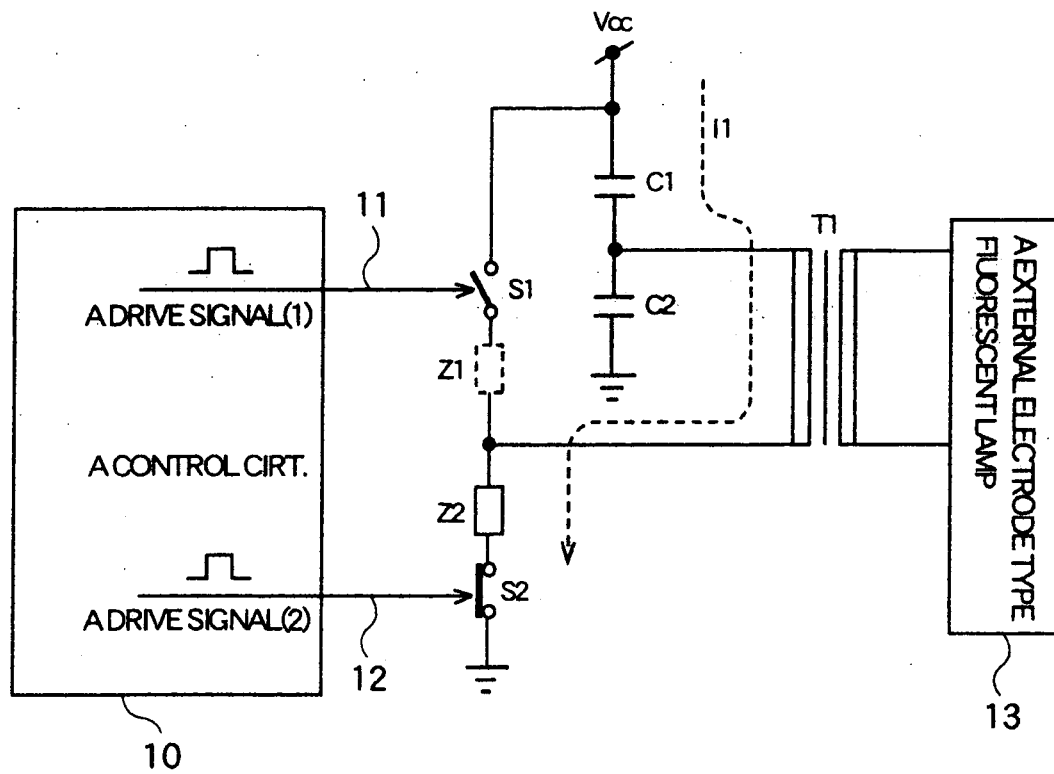 Vcc
I1
C1
11
T1
S1
A DRIVE SIGNAL(1)
C2
Z1
A CONTROL CIRT.
Z2
S2
A DRIVE SIGNAL(2)
12
10
A EXTERNAL ELECTRODE TYPE
FIUORESCENT LAMP
13